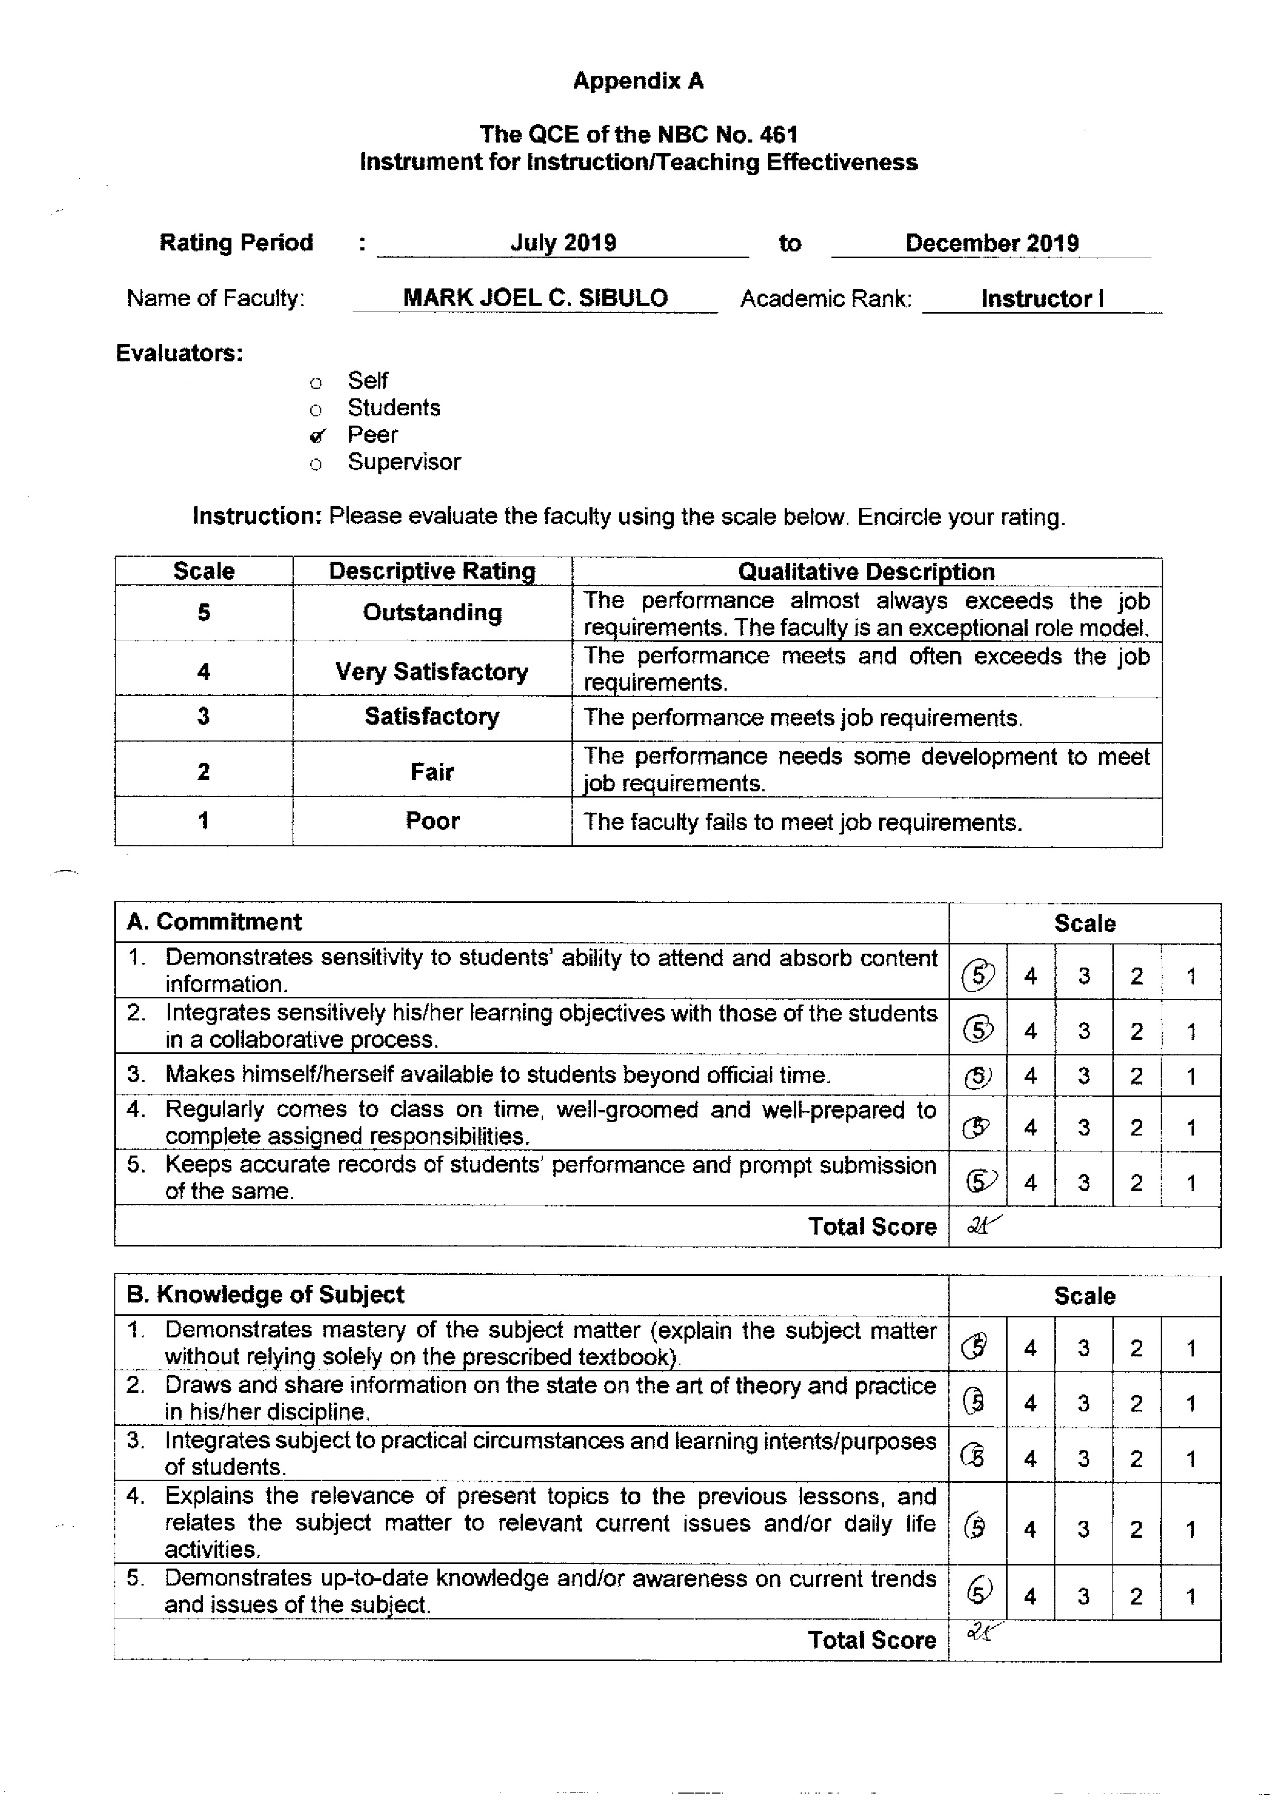 Appendix A
The QCE of the NBC No. 461
Instrument for Instruction/Teaching Effectiveness
Rating Period : July 2019 to December 2019
Name of Faculty: MARK JOEL C. SIBULO Academic Rank: Instructor I
Evaluators:
Self
Students
Peer
Supervisor
Instruction: Please evaluate the faculty using the scale below. Encircle your rating.
Scale Descriptive Rating Qualitative Description
5 Outstanding The performance almost always exceeds the job
requirements. The faculty is an exceptional role model.
4 Very Satisfactory The performance meets and often exceeds the job
requirements.
3 Satisfactory The performance meets job requirements.
2 Fair The performance needs some development to meet
job requirements.
1 Poor The faculty fails to meet job requirements.
A. Commitment Scale
1. Demonstrates sensitivity to students' ability to attend and absorb content
information. 5 4 3 2 1
2. Integrates sensitively his/her learning objectives with those of the students
in a collaborative process. 5 4 3 2 1
3. Makes himself/herself available to students beyond official time. 5 4 3 2 1
4. Regularly comes to class on time, well-groomed and well-prepared to
complete assigned responsibilities. 5 4 3 2 1
5. Keeps accurate records of students' performance and prompt submission
of the same. 5 4 3 2 1
Total Score 25
B. Knowledge of Subject Scale
1. Demonstrates mastery of the subject matter (explain the subject matter
without relying solely on the prescribed textbook). 5 4 3 2 1
2. Draws and share information on the state on the art of theory and practice
in his/her discipline. 5 4 3 2 1
3. Integrates subject to practical circumstances and learning intents/purposes
of students. 5 4 3 2 1
4. Explains the relevance of present topics to the previous lessons, and
relates the subject matter to relevant current issues and/or daily life
activities. 5 4 3 2 1
5. Demonstrates up-to-date knowledge and/or awareness on current trends
and issues of the subject. 5 4 3 2 1
Total Score 25